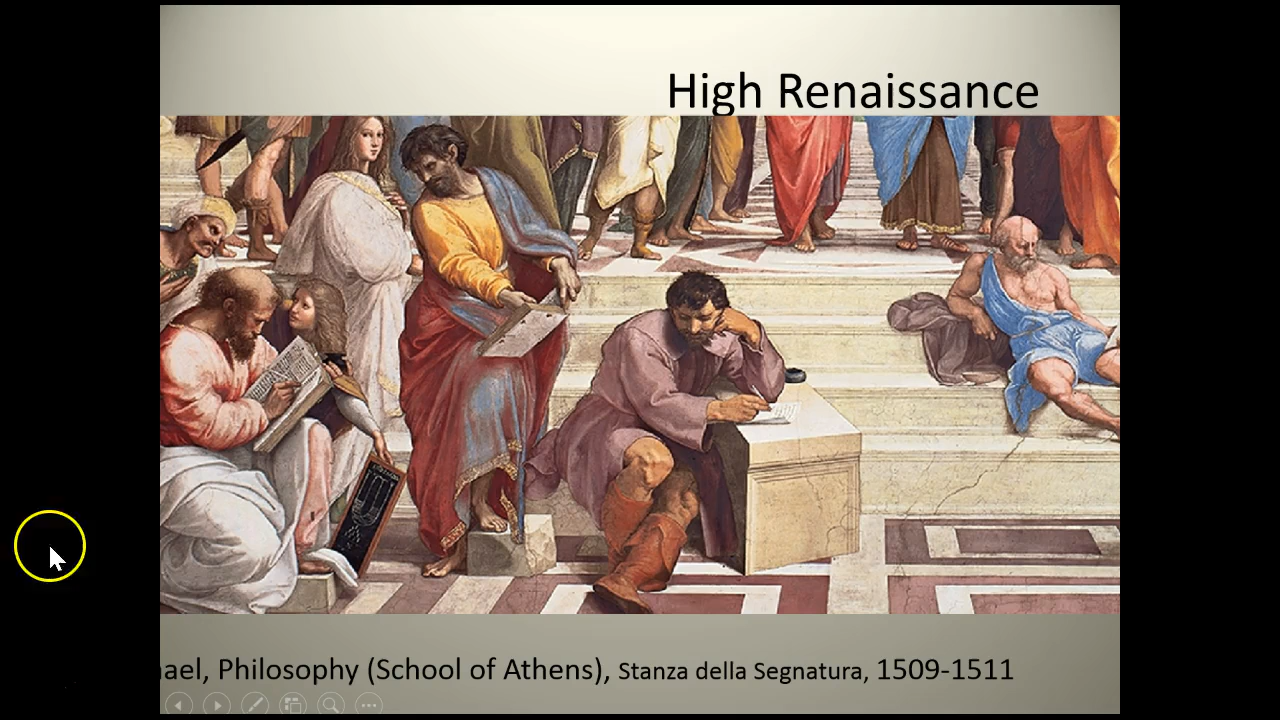 High Renaissance
ael, Philosophy (School of Athens), Stanza della Segnatura, 1509-1511